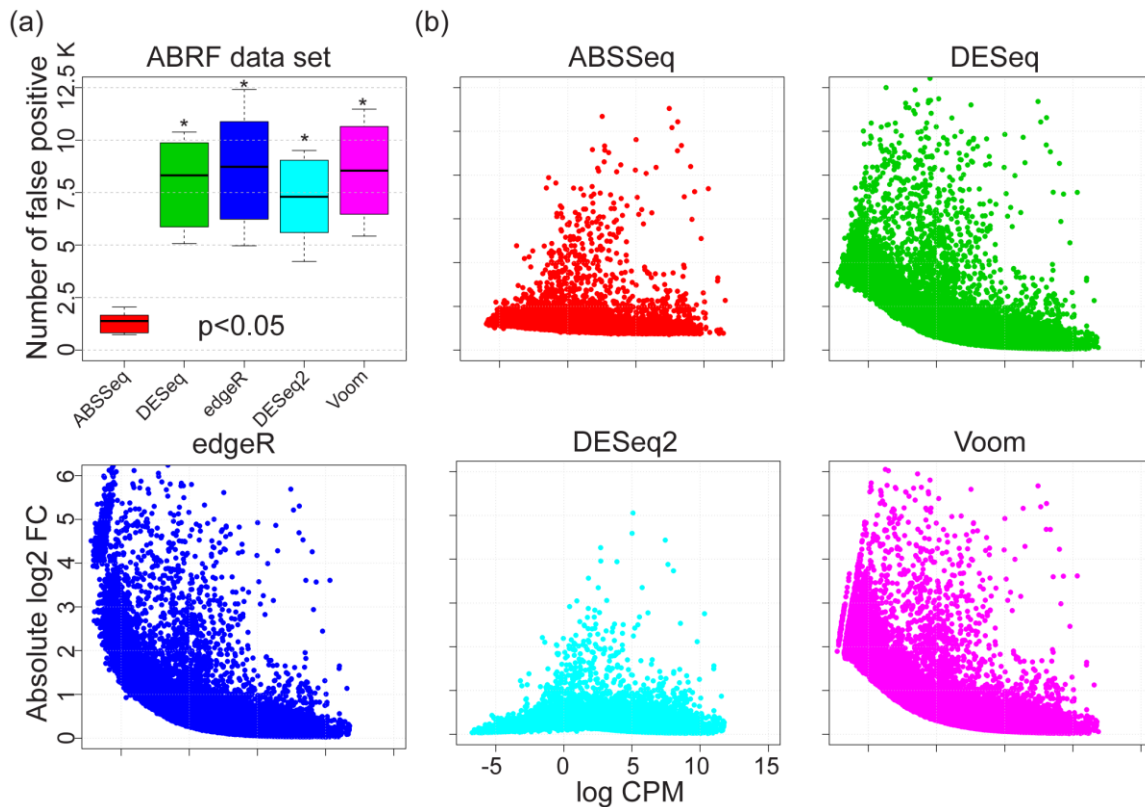 (a)
ABRF data set
Number of false positive
12.5 K
10
7.5
5
2.5
0
*
*
*
*
p<0.05
ABSSeq
DESeq
edgeR
DESeq2
Voom
(b)
ABSSeq
DESeq
edgeR
Absolute log2 FC
6
5
4
3
2
1
0
DESeq2
-5 0 5 10 15
log CPM
Voom